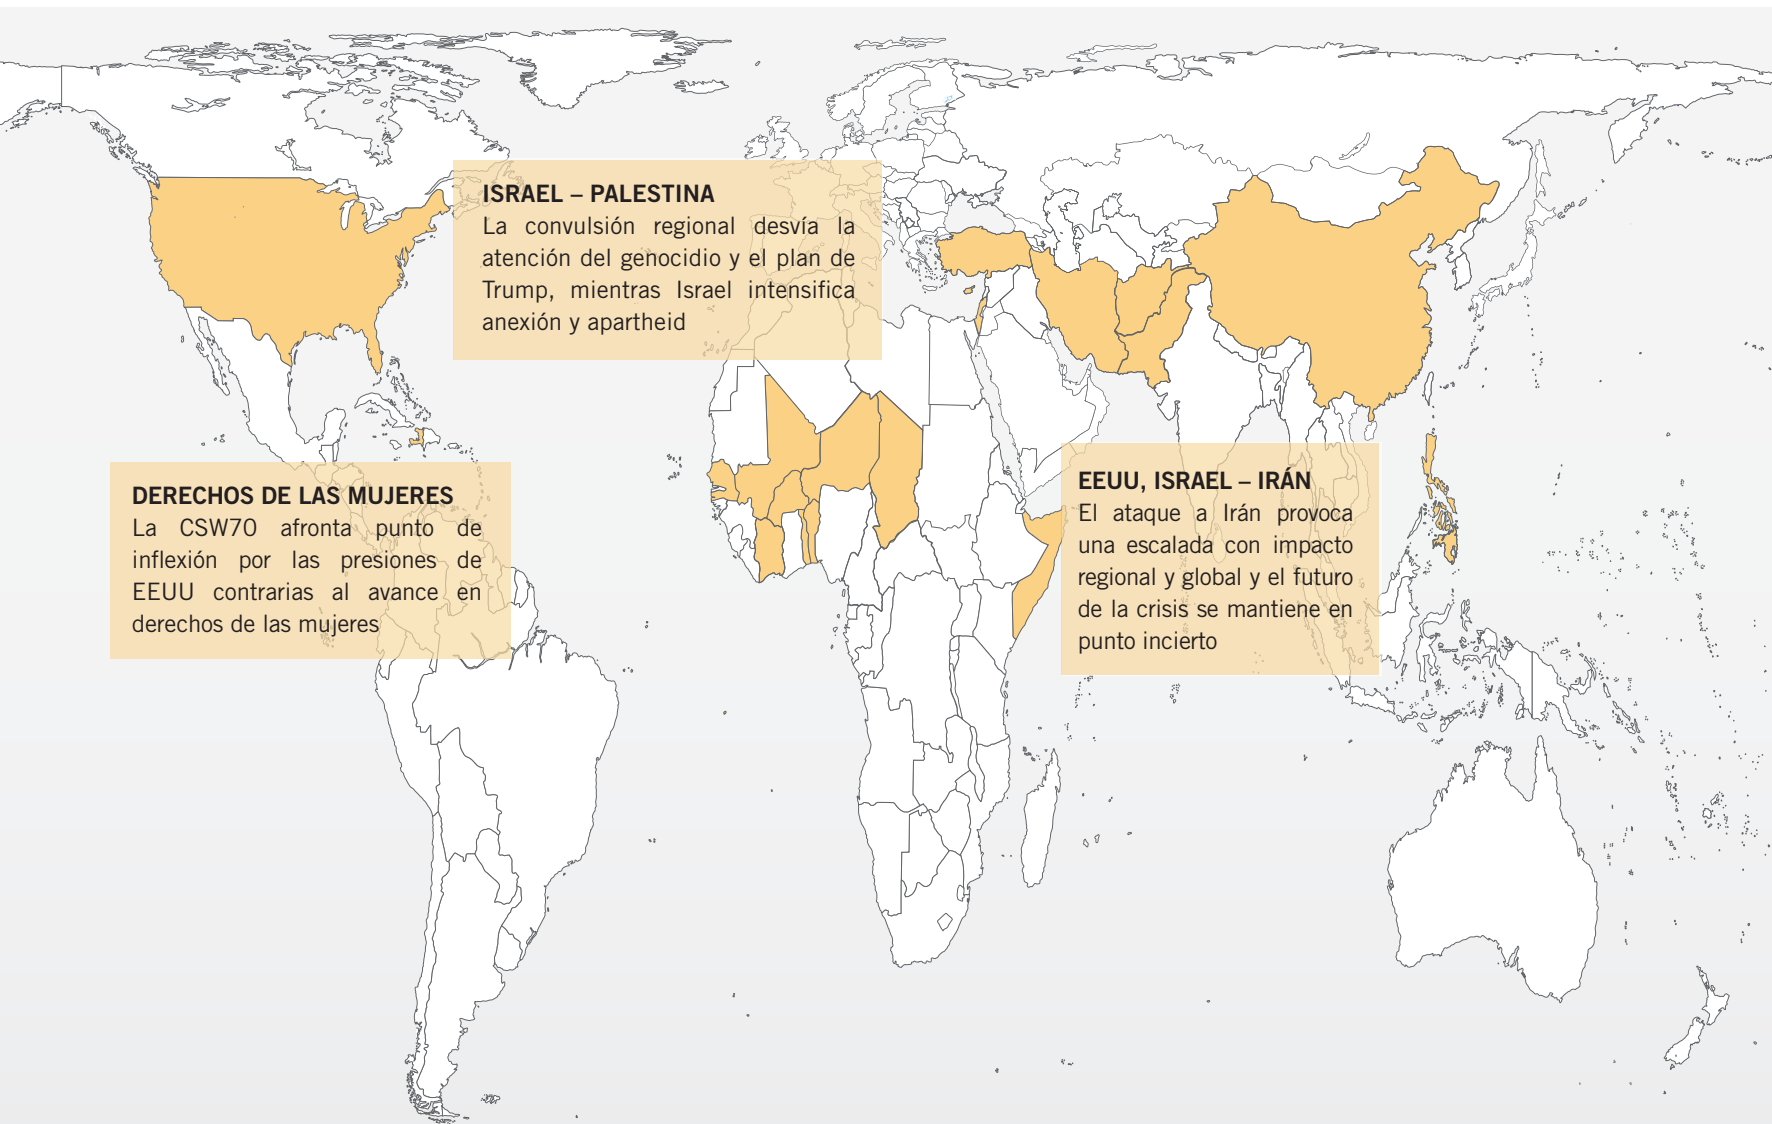 ISRAEL – PALESTINA
La convulsión regional desvía la
atención del genocidio y el plan de
Trump, mientras Israel intensifica
anexión y apartheid
DERECHOS DE LAS MUJERES
La CSW70 afronta punto de
inflexión por las presiones de
EEUU contrarias al avance en
derechos de las mujeres
EEUU, ISRAEL – IRÁN
El ataque a Irán provoca
una escalada con impacto
regional y global y el futuro
de la crisis se mantiene en
punto incierto